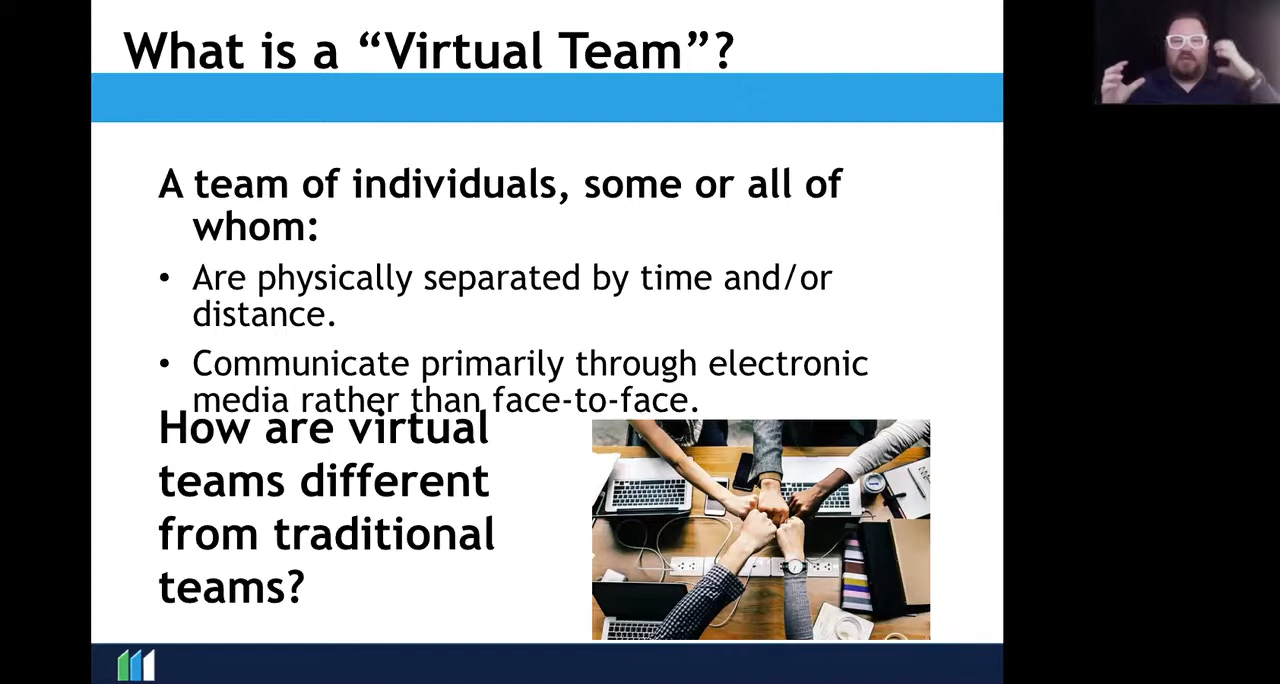 What is a “Virtual Team”?
A team of individuals, some or all of
whom:
• Are physically separated by time and/or
distance.
• Communicate primarily through electronic
media rather than face-to-face.
How are virtual
teams different
from traditional
teams?